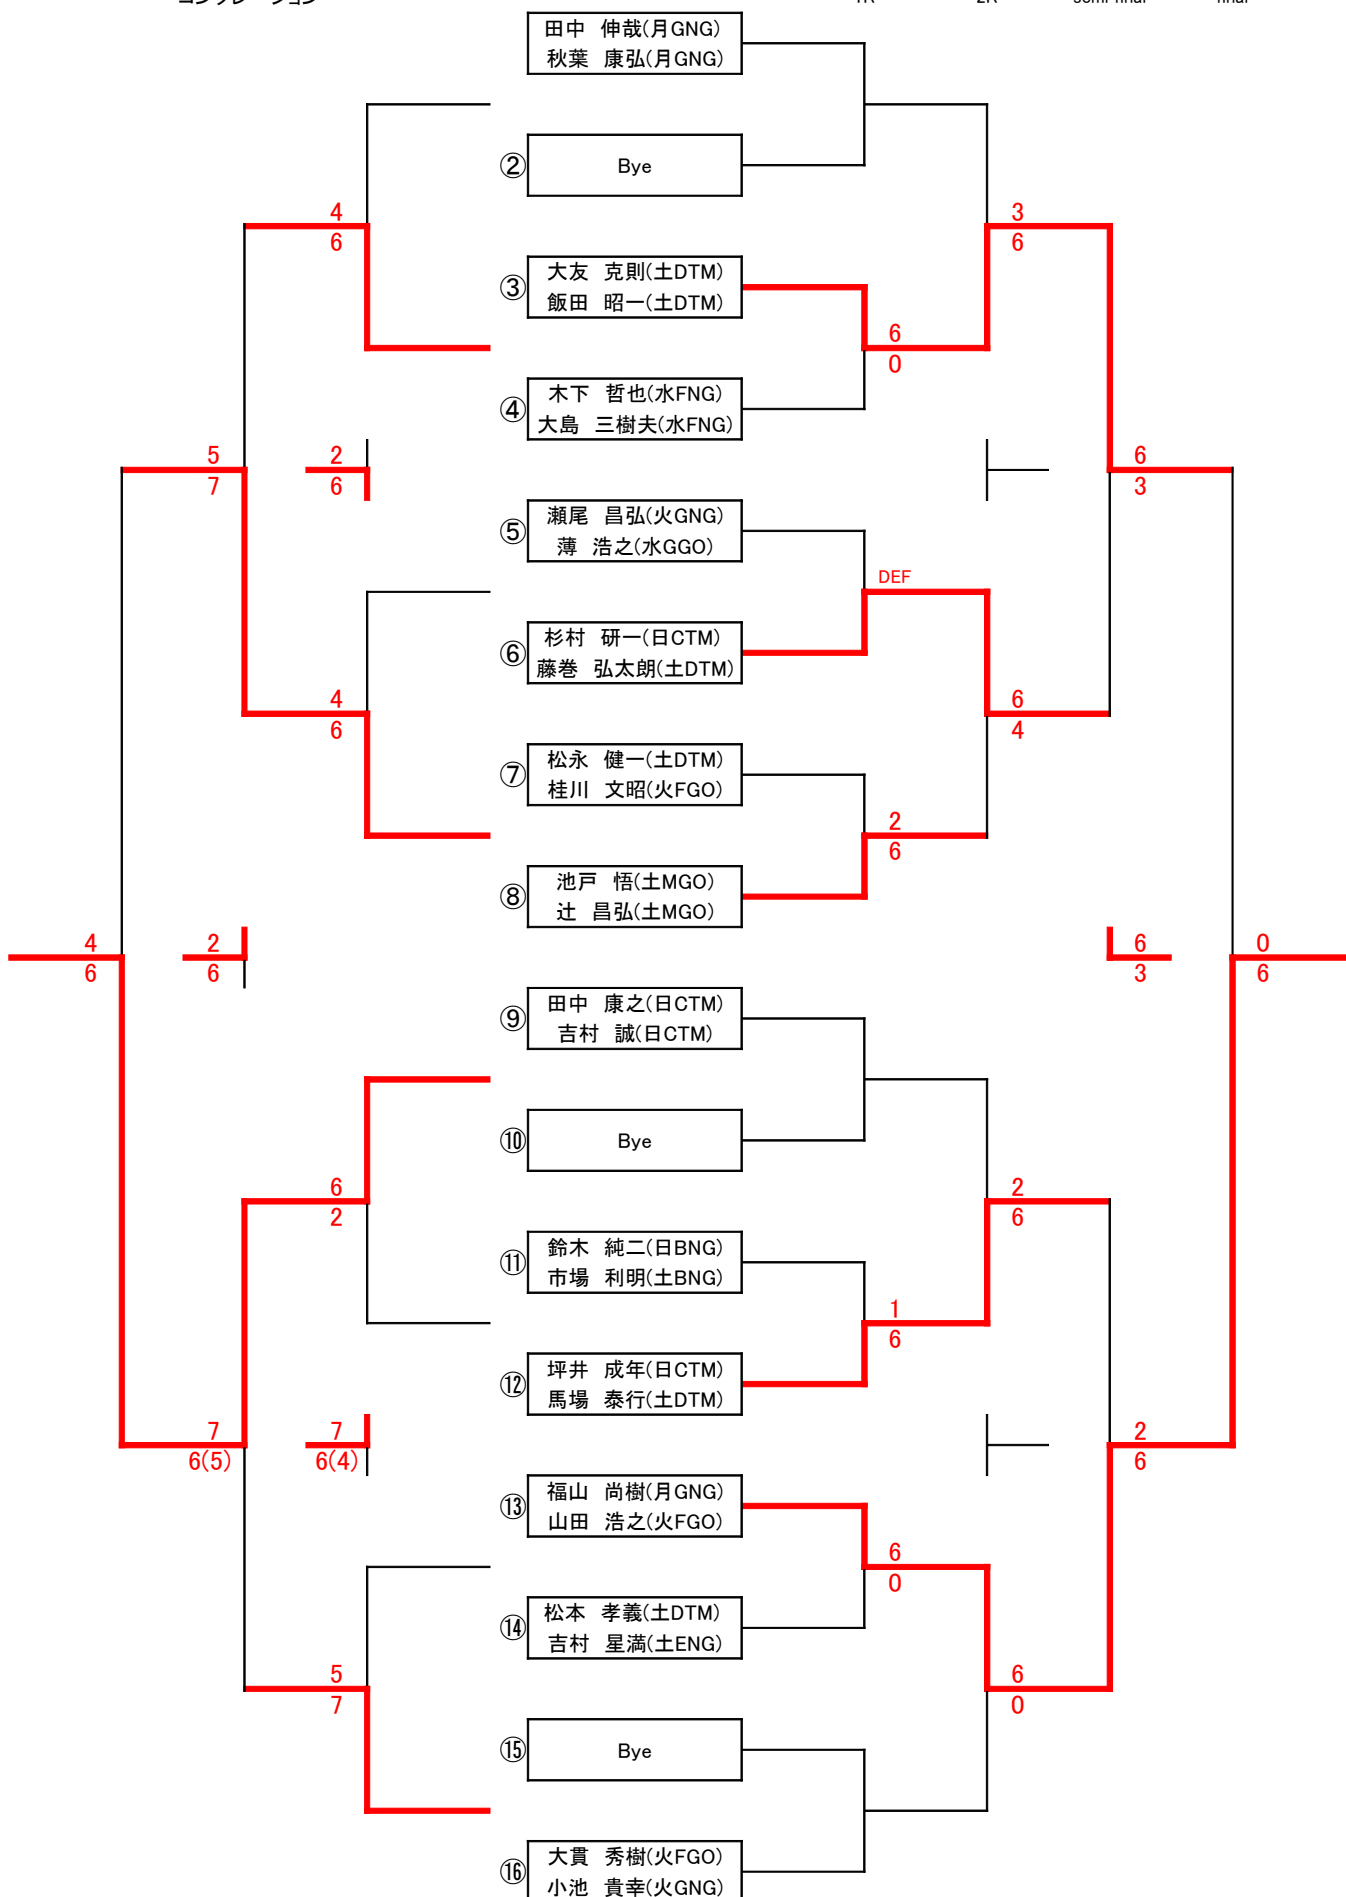 田中　伸哉(月GNG)
秋葉　康弘(月GNG)
② Bye
4
6
3
6
③ 大友　克則(土DTM)
飯田　昭一(土DTM)
6
0
④ 木下　哲也(水FNG)
大島　三樹夫(水FNG)
5
7
2
6
6
3
⑤ 瀬尾　昌弘(火GNG)
薄　浩之(水GGO)
DEF
⑥ 杉村　研一(日CTM)
藤巻　弘太朗(土DTM)
4
6
6
4
⑦ 松永　健一(土DTM)
桂川　文昭(火FGO)
2
6
⑧ 池戸　悟(土MGO)
辻　昌弘(土MGO)
4
6
2
6
6
3
0
6
⑨ 田中　康之(日CTM)
吉村　誠(日CTM)
⑩ Bye
6
2
2
6
⑪ 鈴木　純二(日BNG)
市場　利明(土BNG)
1
6
⑫ 坪井　成年(日CTM)
馬場　泰行(土DTM)
7
6(5)
7
6(4)
2
6
⑬ 福山　尚樹(月GNG)
山田　浩之(火FGO)
6
0
⑭ 松本　孝義(土DTM)
吉村　星満(土ENG)
5
7
6
0
⑮ Bye
⑯ 大貫　秀樹(火FGO)
小池　貴幸(火GNG)